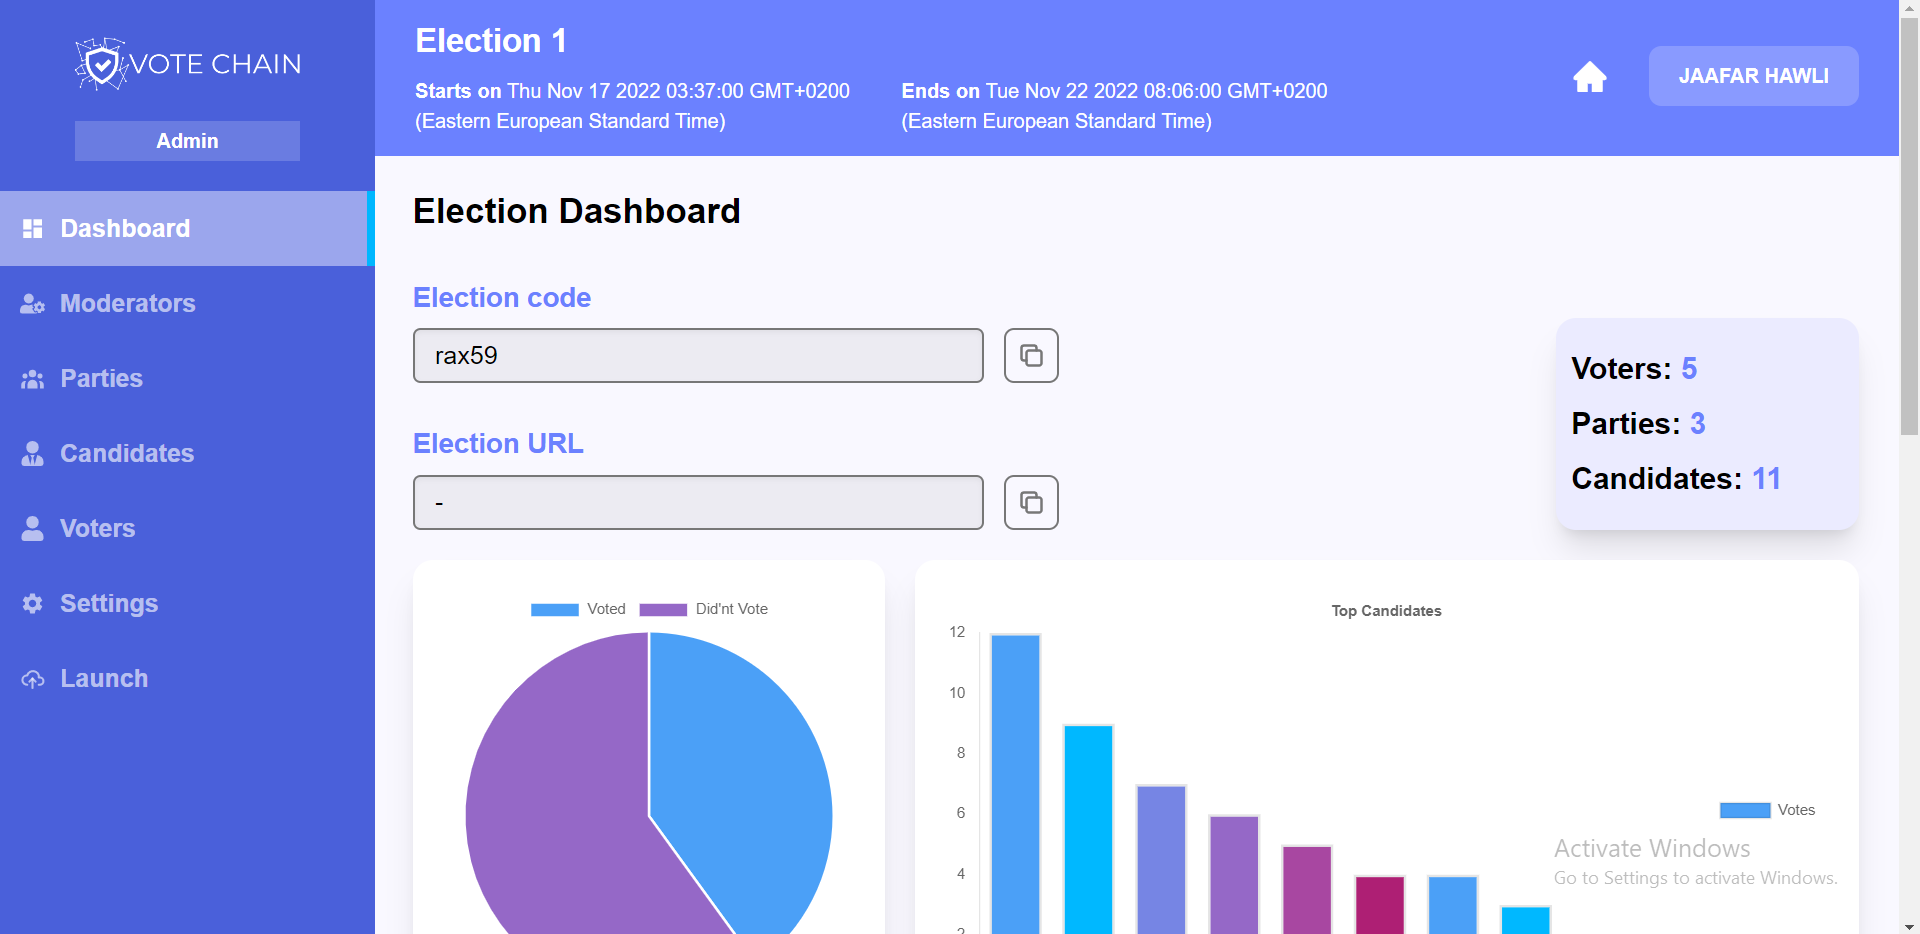 VOTE CHAIN
Admin
Dashboard
Moderators
Parties
Candidates
Voters
Settings
Launch
Election 1
Starts on Thu Nov 17 2022 03:37:00 GMT+0200
(Eastern European Standard Time)
Ends on Tue Nov 22 2022 08:06:00 GMT+0200
(Eastern European Standard Time)
JAAFAR HAWLI
Election Dashboard
Election code
rax59
Election URL
-
Voters: 5
Parties: 3
Candidates: 11
Voted
Did'nt Vote
Top Candidates
12
10
8
6
4
2
Votes
Activate Windows
Go to Settings to activate Windows.